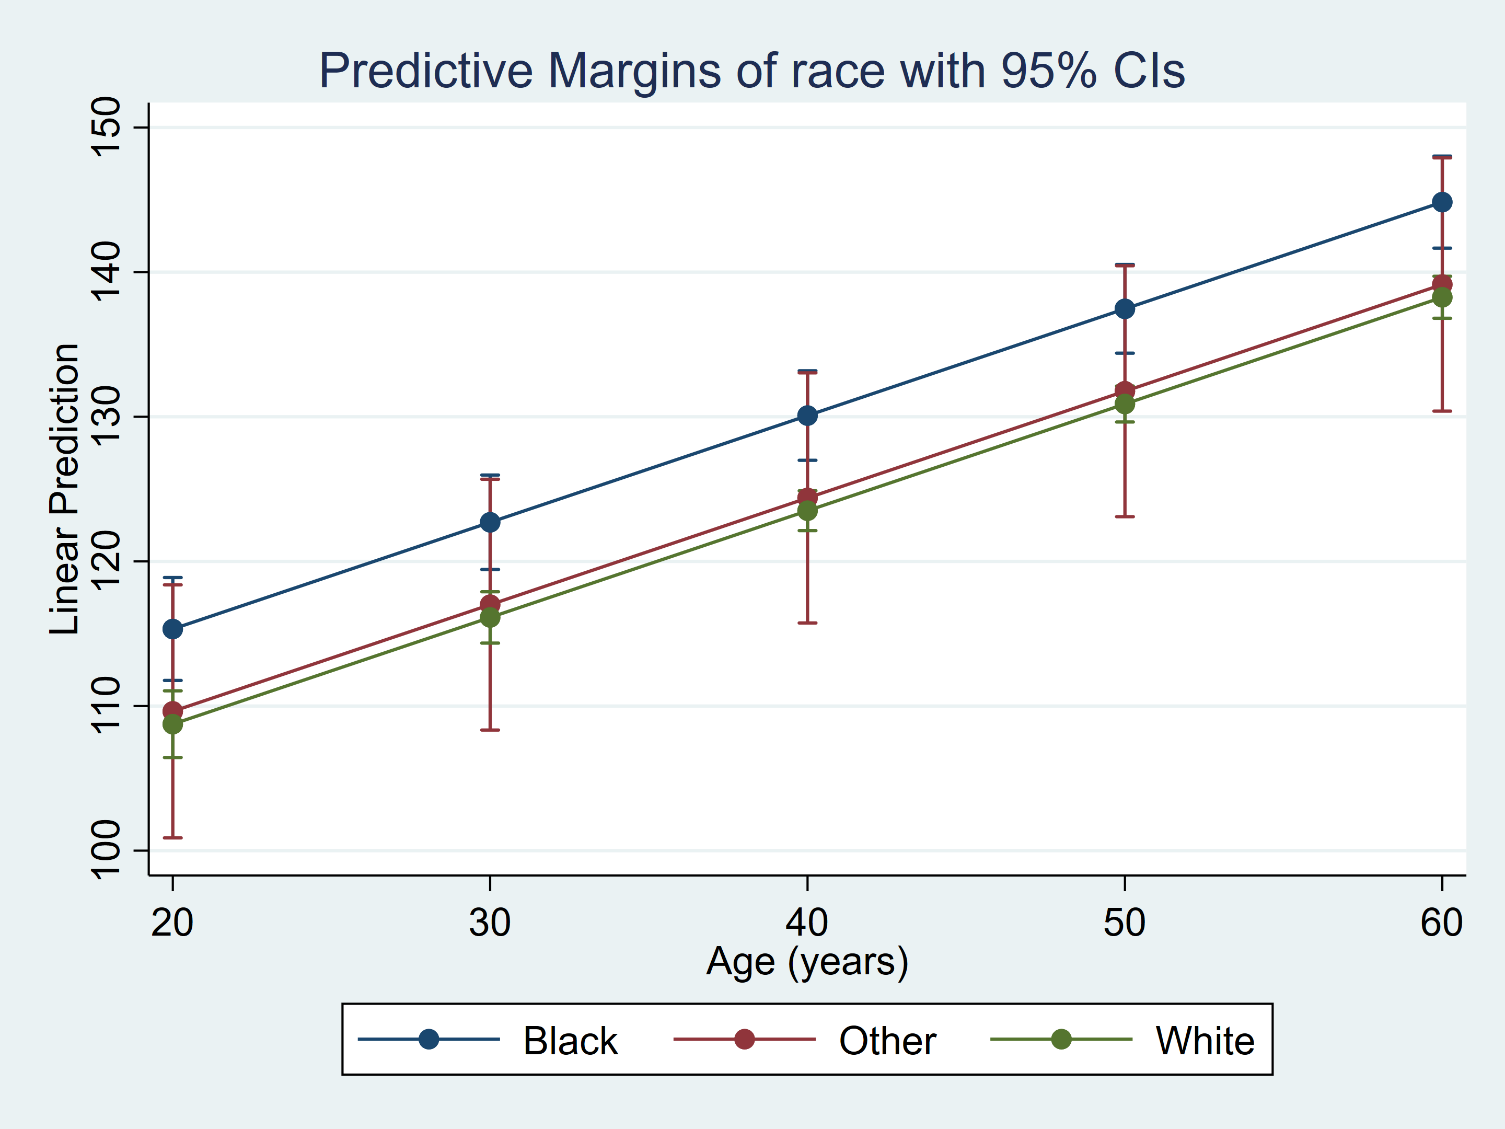 Predictive Margins of race with 95% CIs
Linear Prediction
150
140
130
120
110
100
20 30 40 50 60
Age (years)
Black Other White